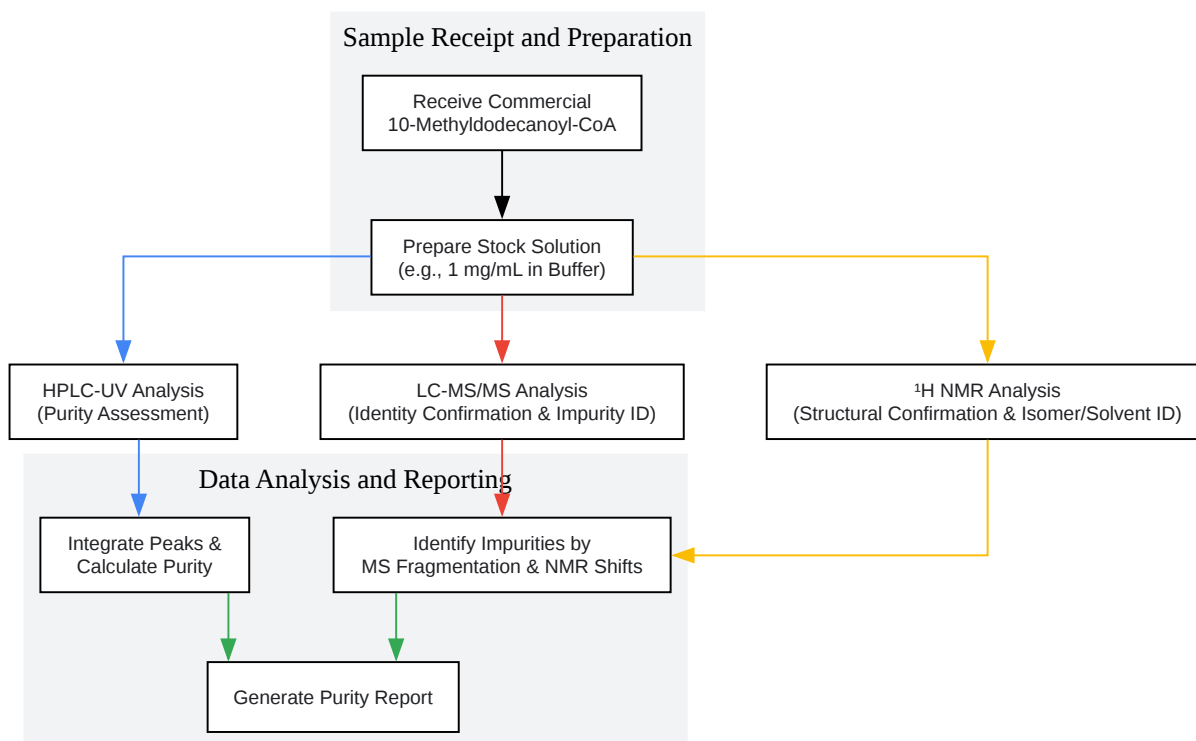 Sample Receipt and Preparation
Receive Commercial
10-Methyldodecanoyl-CoA
Prepare Stock Solution
(e.g., 1 mg/mL in Buffer)
HPLC-UV Analysis
(Purity Assessment)
LC-MS/MS Analysis
(Identity Confirmation & Impurity ID)
¹H NMR Analysis
(Structural Confirmation & Isomer/Solvent ID)
Data Analysis and Reporting
Integrate Peaks &
Calculate Purity
Identify Impurities by
MS Fragmentation & NMR Shifts
Generate Purity Report